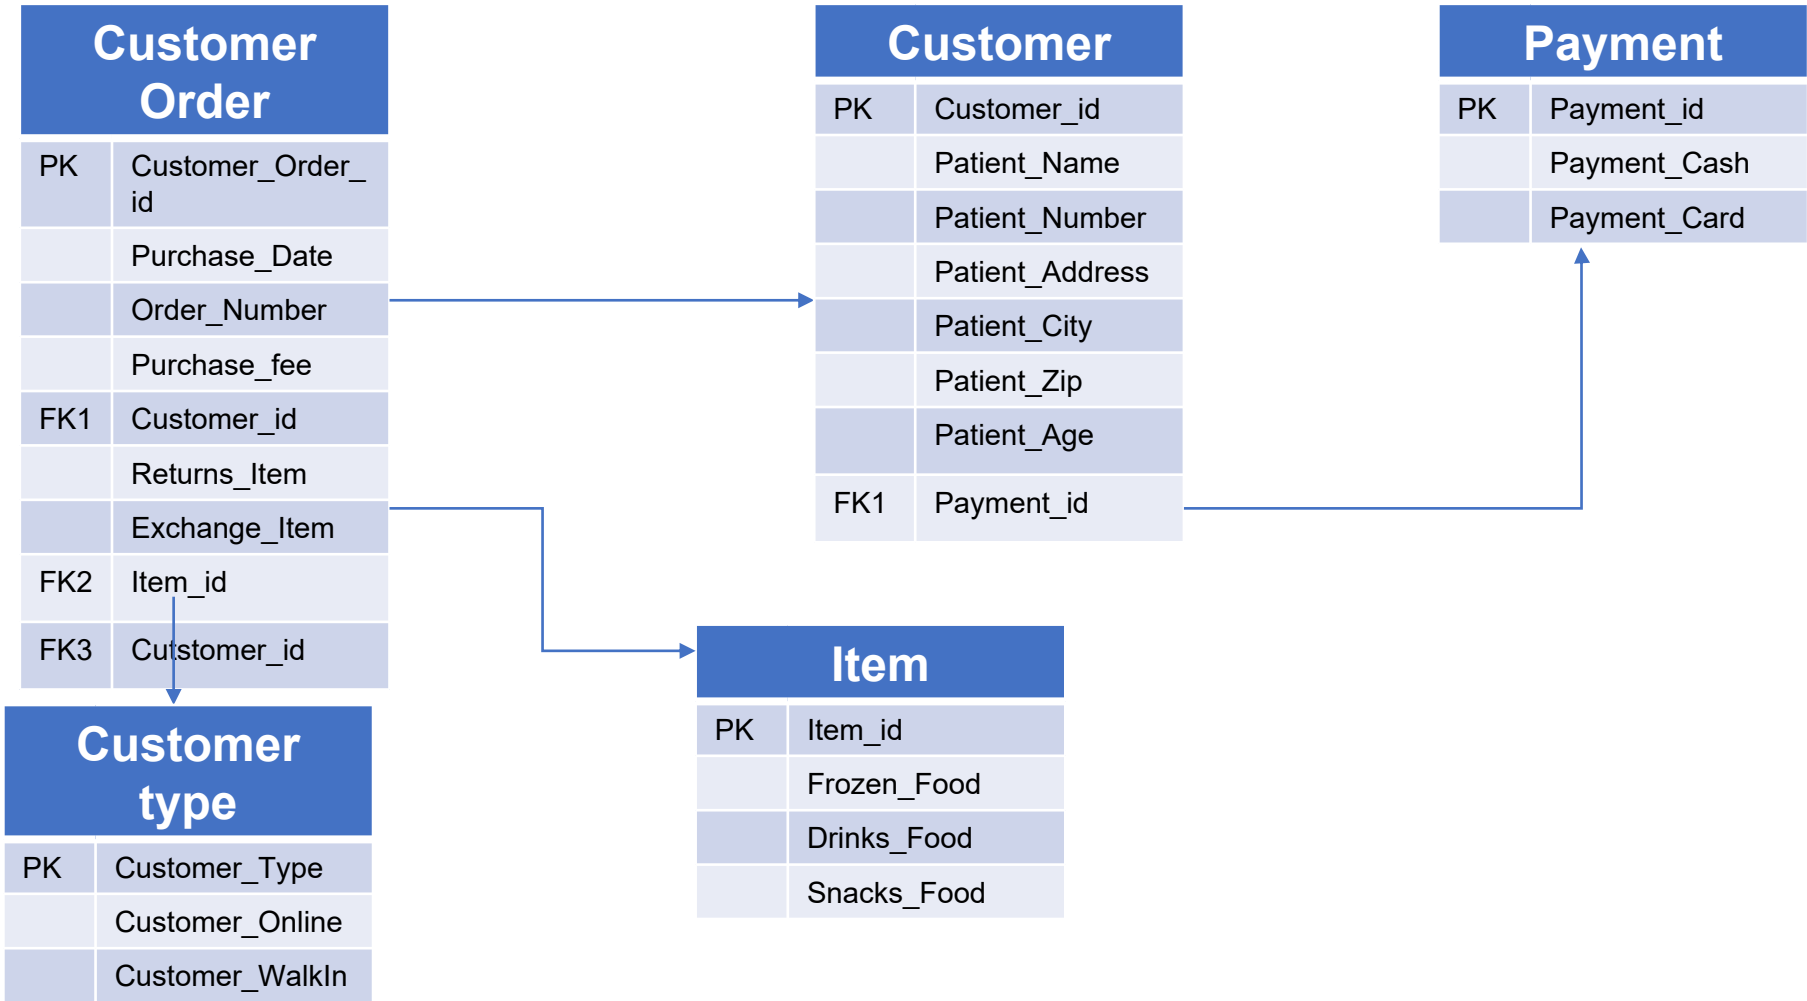 Customer
Order
PK Customer_Order_
id
Purchase_Date
Order_Number
Purchase_fee
FK1 Customer_id
Returns_Item
Exchange_Item
FK2 Item_id
FK3 Cutstomer_id
Customer
type
PK Customer_Type
Customer_Online
Customer_WalkIn
Customer
PK Customer_id
Patient_Name
Patient_Number
Patient_Address
Patient_City
Patient_Zip
Patient_Age
FK1 Payment_id
Item
PK Item_id
Frozen_Food
Drinks_Food
Snacks_Food
Payment
PK Payment_id
Payment_Cash
Payment_Card